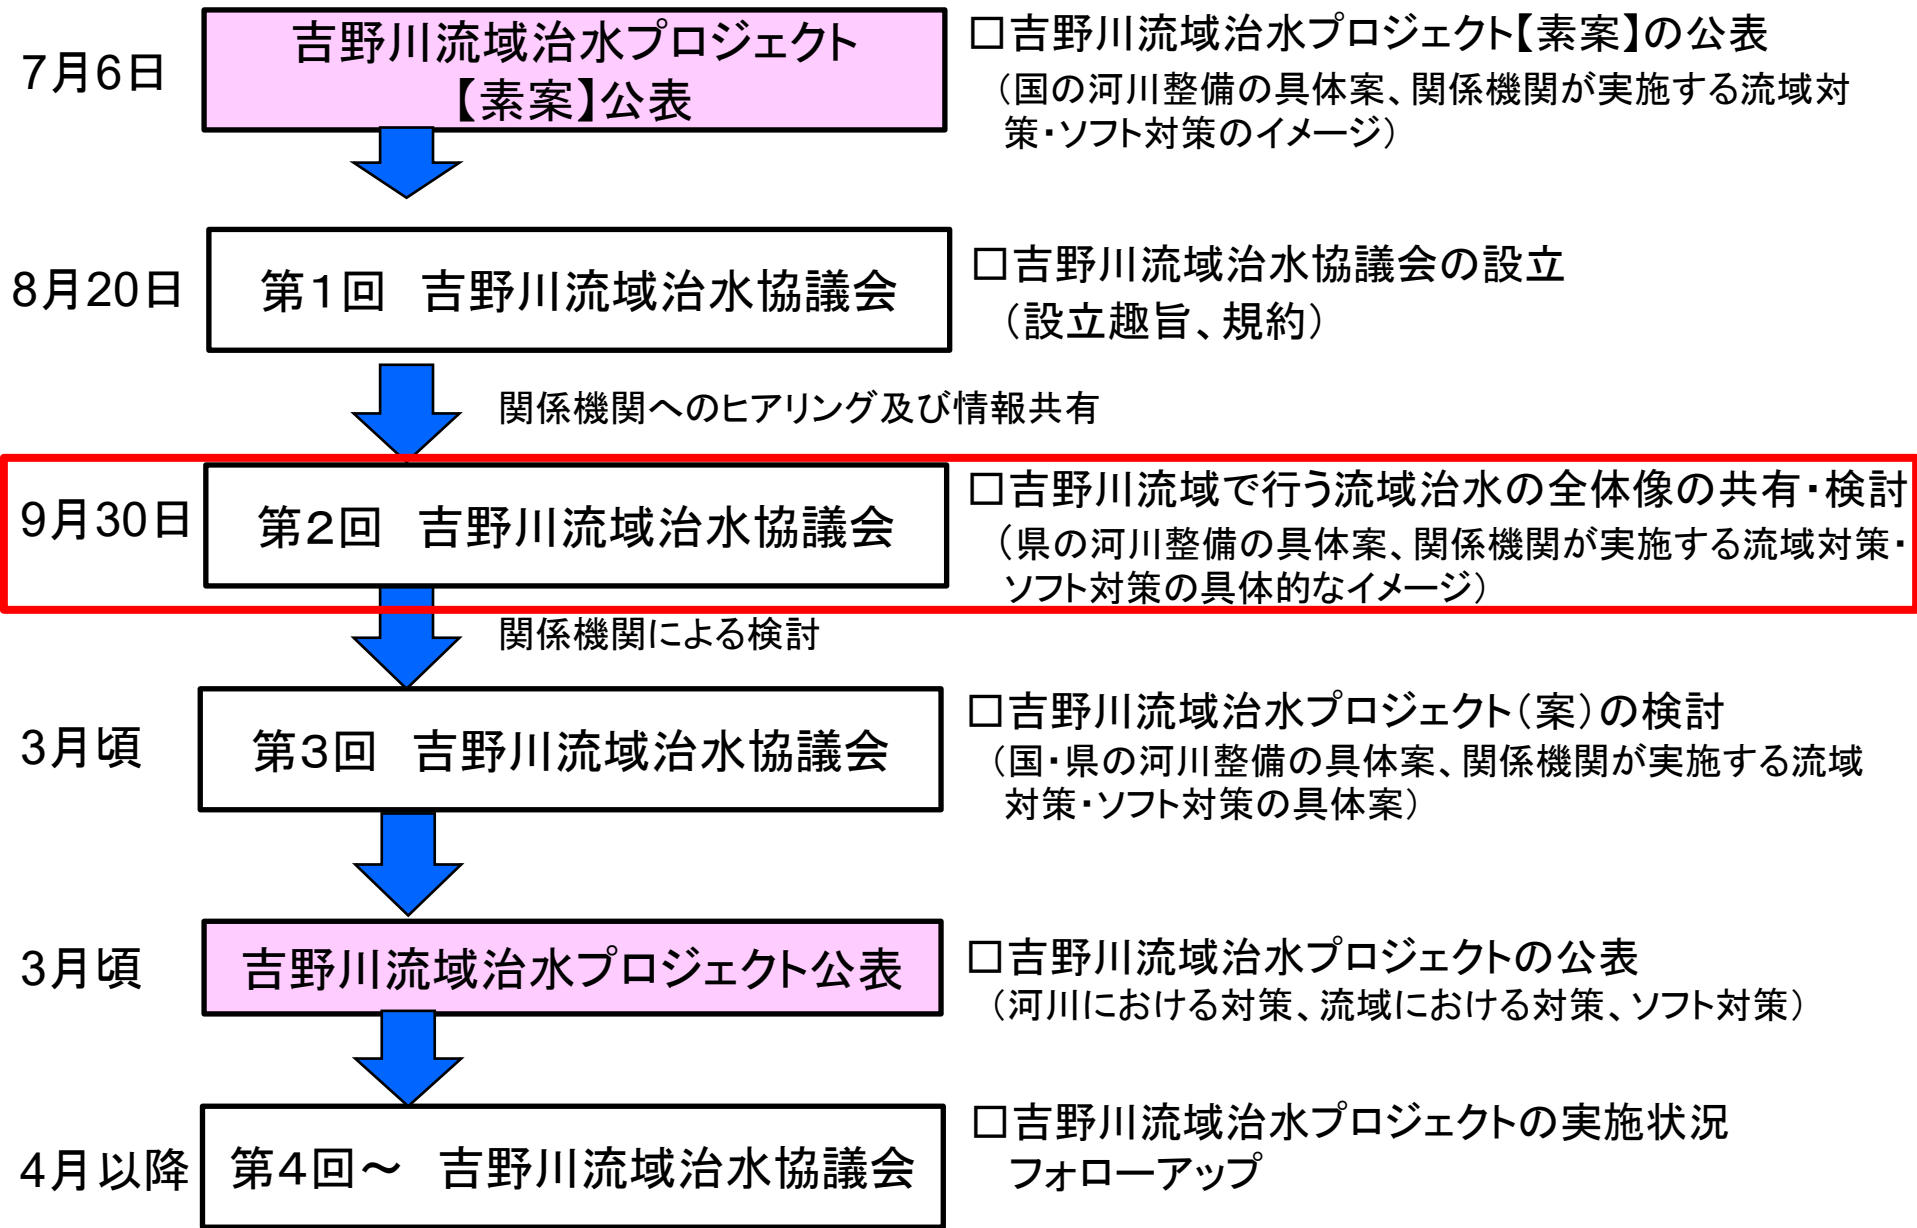 7月6日
吉野川流域治水プロジェクト
【素案】公表
□吉野川流域治水プロジェクト【素案】の公表
（国の河川整備の具体案、関係機関が実施する流域対
策・ソフト対策のイメージ）
8月20日
第１回　吉野川流域治水協議会
□吉野川流域治水協議会の設立
（設立趣旨、規約）
関係機関へのヒアリング及び情報共有
9月30日
第２回　吉野川流域治水協議会
□吉野川流域で行う流域治水の全体像の共有・検討
（県の河川整備の具体案、関係機関が実施する流域対策・
ソフト対策の具体的なイメージ）
関係機関による検討
3月頃
第３回　吉野川流域治水協議会
□吉野川流域治水プロジェクト（案）の検討
（国・県の河川整備の具体案、関係機関が実施する流域
対策・ソフト対策の具体案）
3月頃
吉野川流域治水プロジェクト公表
□吉野川流域治水プロジェクトの公表
（河川における対策、流域における対策、ソフト対策）
4月以降
第４回～　吉野川流域治水協議会
□吉野川流域治水プロジェクトの実施状況
フォローアップ